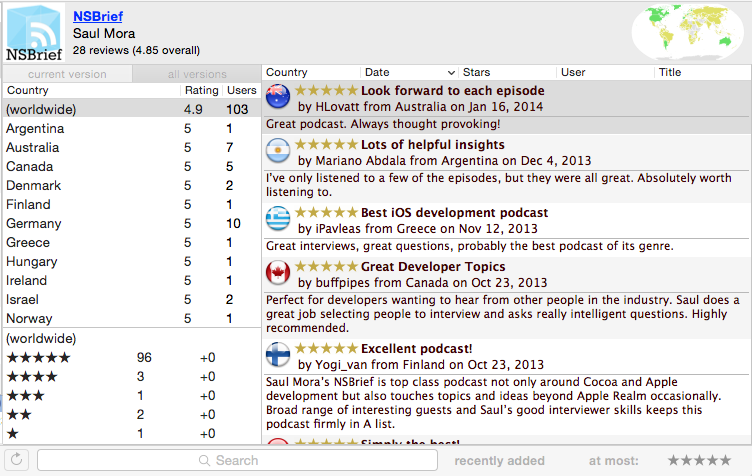 NSBrief
Saul Mora
28 reviews (4.85 overall)
NSBrief
current version all versions
Country Rating Users
(worldwide) 4.9 103
Argentina 5 1
Australia 5 7
Canada 5 5
Denmark 5 2
Finland 5 1
Germany 5 10
Greece 5 1
Hungary 5 1
Ireland 5 1
Israel 5 2
Norway 5 1
(worldwide)
★★★★★ 96 +0
★★★★ 3 +0
★★★ 1 +0
★★ 2 +0
★ 1 +0
Country Date Stars User Title
★★★★★ Look forward to each episode
by HLovatt from Australia on Jan 16, 2014
Great podcast. Always thought provoking!
★★★★★ Lots of helpful insights
by Mariano Abdala from Argentina on Dec 4, 2013
I've only listened to a few of the episodes, but they were all great. Absolutely worth
listening to.
★★★★★ Best iOS development podcast
by iPavleas from Greece on Nov 12, 2013
Great interviews, great questions, probably the best podcast of its genre.
★★★★★ Great Developer Topics
by buffpipes from Canada on Oct 23, 2013
Perfect for developers wanting to hear from other people in the industry. Saul does a
great job selecting people to interview and asks really intelligent questions. Highly
recommended.
★★★★★ Excellent podcast!
by Yogi_van from Finland on Oct 23, 2013
Saul Mora's NSBrief is top class podcast not only around Cocoa and Apple
development but also touches topics and ideas beyond Apple Realm occasionally.
Broad range of interesting guests and Saul's good interviewer skills keeps this
podcast firmly in A list.
★★★★★ Simply the best!
Search
recently added at most: ★★★★★